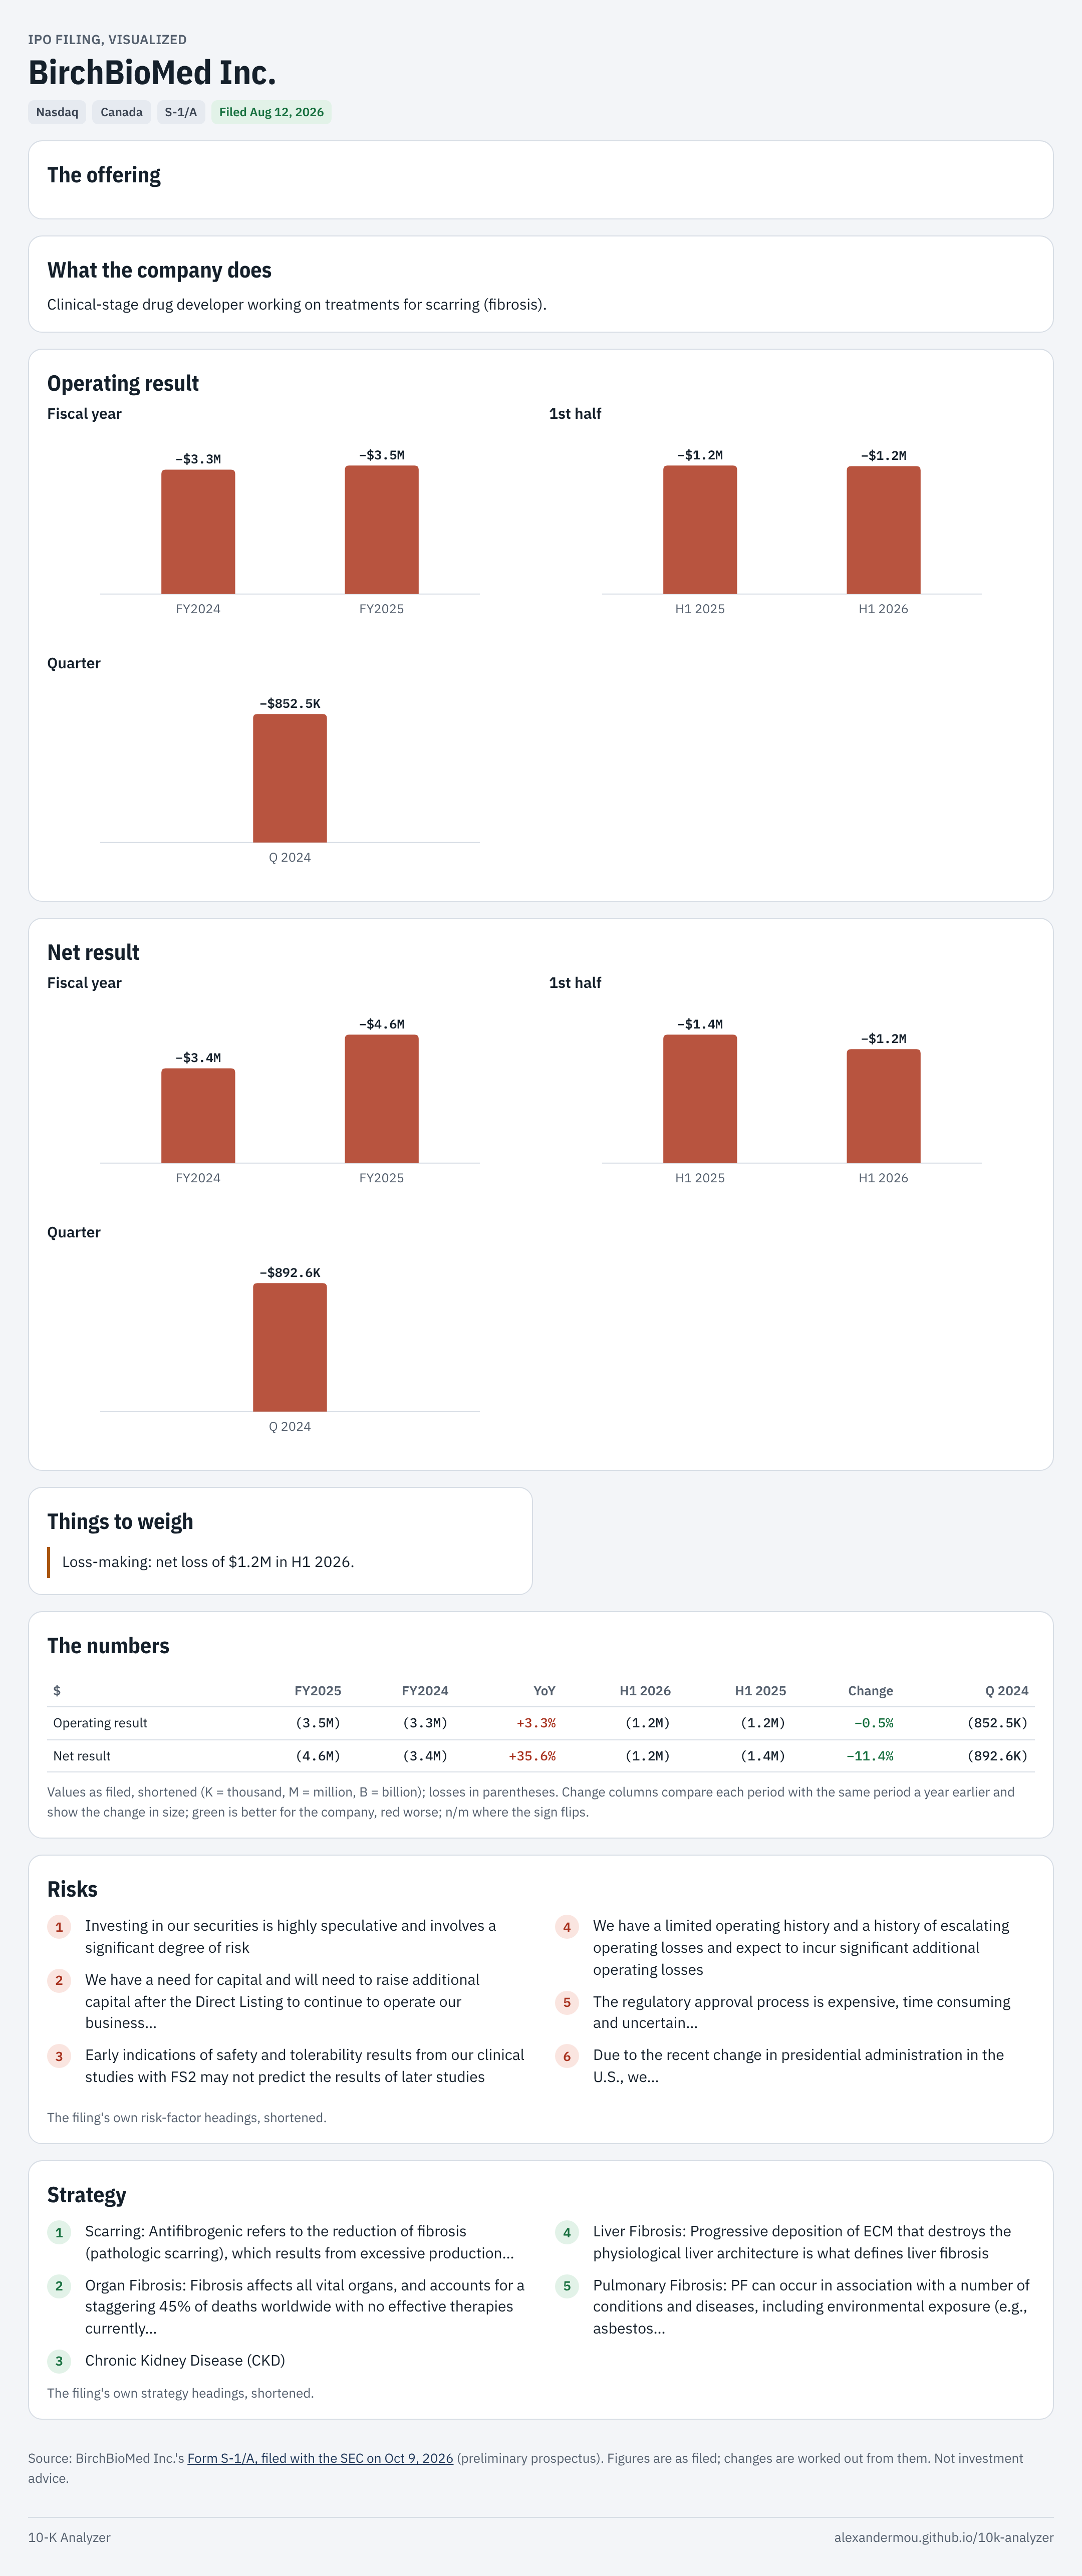 IPO FILING, VISUALIZED
BirchBioMed Inc.
Nasdaq Canada S-1/A Filed Aug 12, 2026
The offering
What the company does
Clinical-stage drug developer working on treatments for scarring (fibrosis).
Operating result
Fiscal year
−$3.3M
−$3.5M
FY2024
FY2025
1st half
−$1.2M
−$1.2M
H1 2025
H1 2026
Quarter
−$852.5K
Q 2024
Net result
Fiscal year
−$3.4M
−$4.6M
FY2024
FY2025
1st half
−$1.4M
−$1.2M
H1 2025
H1 2026
Quarter
−$892.6K
Q 2024
Things to weigh
Loss-making: net loss of $1.2M in H1 2026.
The numbers
$ FY2025 FY2024 YoY H1 2026 H1 2025 Change Q 2024
Operating result (3.5M) (3.3M) +3.3% (1.2M) (1.2M) −0.5% (852.5K)
Net result (4.6M) (3.4M) +35.6% (1.2M) (1.4M) −11.4% (892.6K)
Values as filed, shortened (K = thousand, M = million, B = billion); losses in parentheses. Change columns compare each period with the same period a year earlier and
show the change in size; green is better for the company, red worse; n/m where the sign flips.
Risks
1 Investing in our securities is highly speculative and involves a
significant degree of risk
2 We have a need for capital and will need to raise additional
capital after the Direct Listing to continue to operate our
business…
3 Early indications of safety and tolerability results from our clinical
studies with FS2 may not predict the results of later studies
4 We have a limited operating history and a history of escalating
operating losses and expect to incur significant additional
operating losses
5 The regulatory approval process is expensive, time consuming
and uncertain…
6 Due to the recent change in presidential administration in the
U.S., we…
The filing's own risk-factor headings, shortened.
Strategy
1 Scarring: Antifibrogenic refers to the reduction of fibrosis
(pathologic scarring), which results from excessive production…
2 Organ Fibrosis: Fibrosis affects all vital organs, and accounts for a
staggering 45% of deaths worldwide with no effective therapies
currently…
3 Chronic Kidney Disease (CKD)
4 Liver Fibrosis: Progressive deposition of ECM that destroys the
physiological liver architecture is what defines liver fibrosis
5 Pulmonary Fibrosis: PF can occur in association with a number of
conditions and diseases, including environmental exposure (e.g.,
asbestos…
The filing's own strategy headings, shortened.
Source: BirchBioMed Inc.'s Form S-1/A, filed with the SEC on Oct 9, 2026 (preliminary prospectus). Figures are as filed; changes are worked out from them. Not investment
advice.
10-K Analyzer
alexandermou.github.io/10k-analyzer